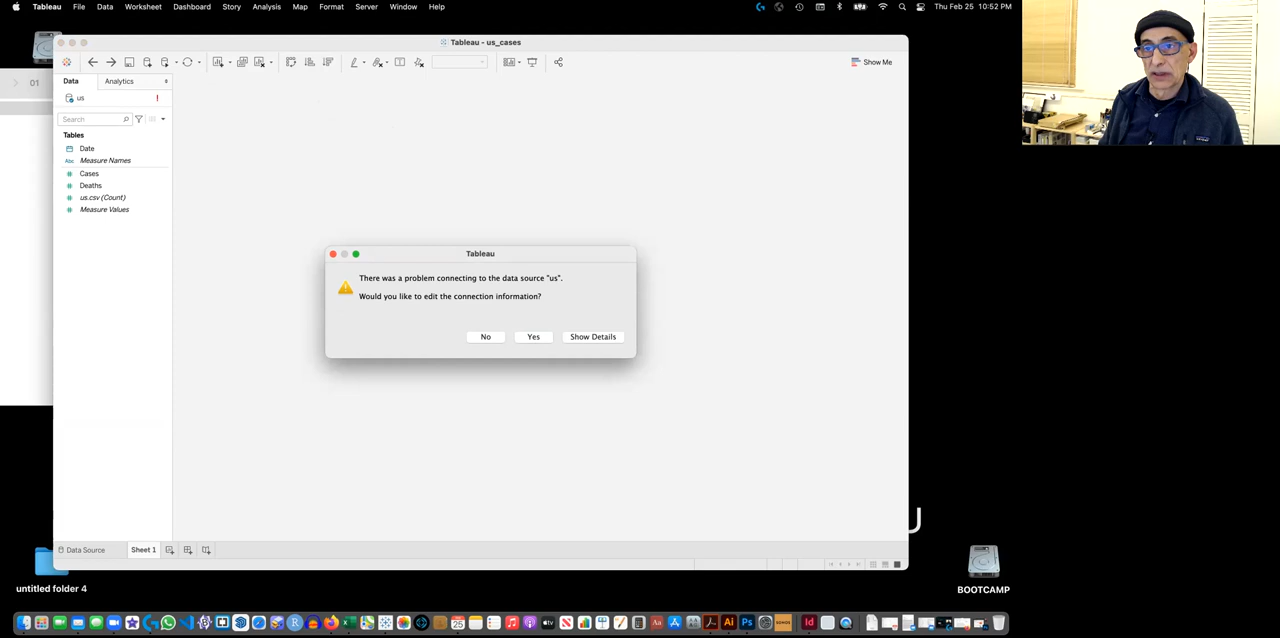 Tableau File Data Worksheet Dashboard Story Analysis Map Format Server Window Help Thu Feb 25 10:52 PM
Tableau - us_cases
01
Show Me
Data Analytics
us !
Search
Tables
Date
Abc Measure Names
Cases
Deaths
us.csv (Count)
Measure Values
Tableau
There was a problem connecting to the data source "us".
Would you like to edit the connection information?
No Yes Show Details
Data Source Sheet 1
untitled folder 4
BOOTCAMP